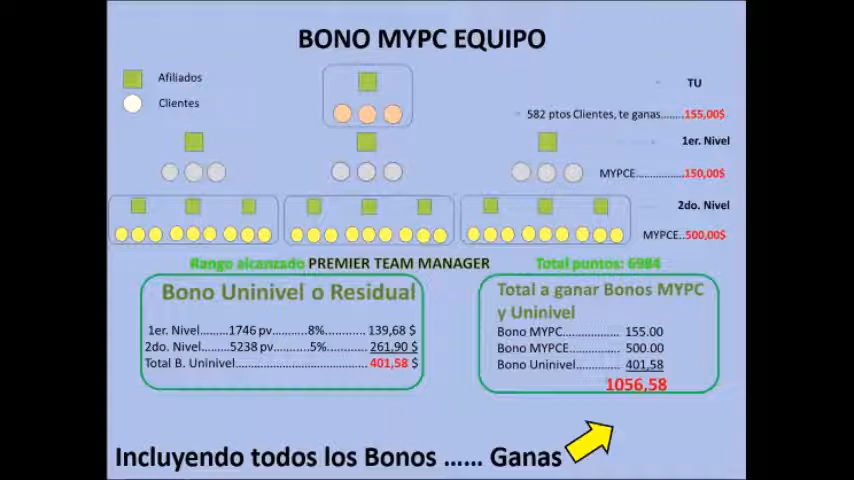 BONO MYPC EQUIPO
Afiliados
Clientes
TU
582 ptos Clientes, te ganas........155,00$
1er. Nivel
MYPCE.................150,00$
2do. Nivel
MYPCE..500,00$
Rango alcanzado PREMIER TEAM MANAGER
Total puntos: 6984
Bono Uninivel o Residual
1er. Nivel.........1746 pv...........8%............. 139,68 $
2do. Nivel.........5238 pv...........5%............. 261,90 $
Total B. Uninivel.......................................... 401,58 $
Total a ganar Bonos MYPC
y Uninivel
Bono MYPC.................. 155.00
Bono MYPCE................ 500.00
Bono Uninivel.............. 401,58
1056,58
Incluyendo todos los Bonos ...... Ganas